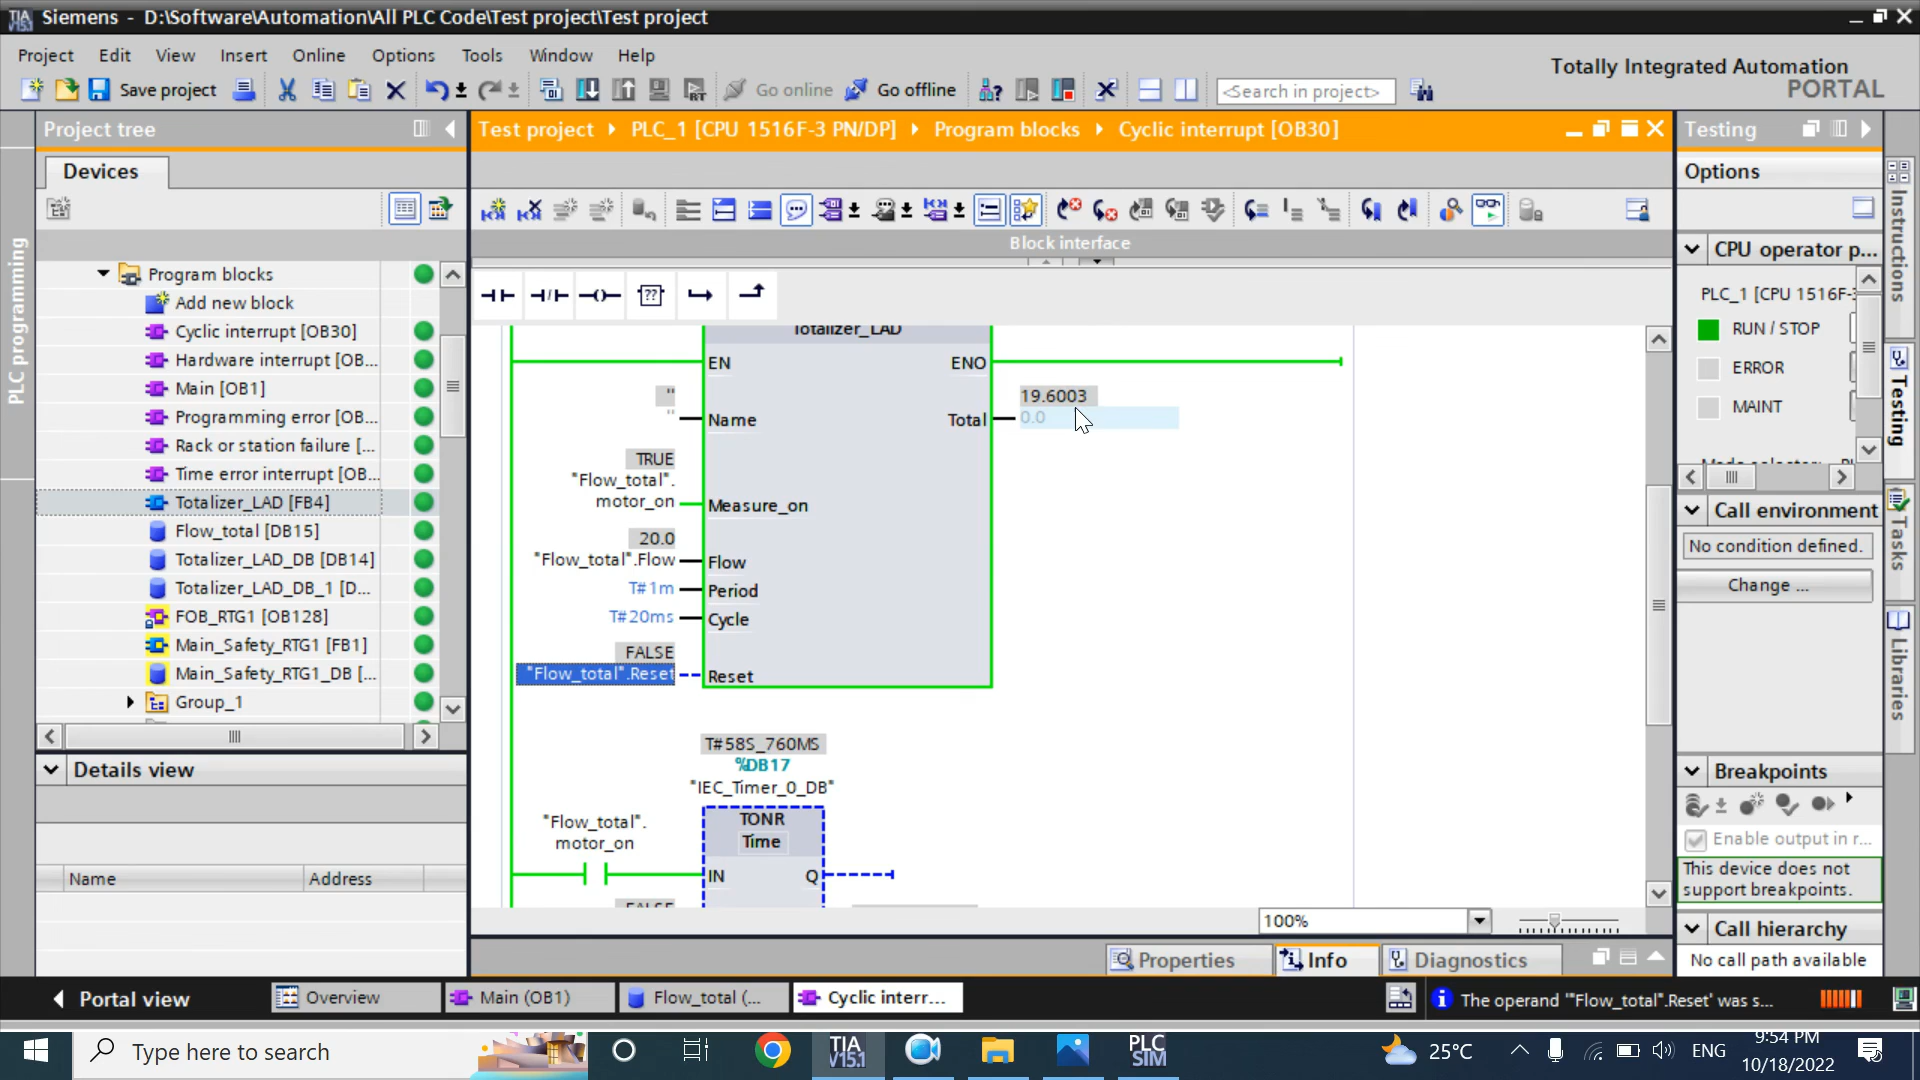 TIA
V15.1
Siemens - D:\Software\Automation\All PLC Code\Test project\Test project
Project Edit View Insert Online Options Tools Window Help
Totally Integrated Automation
PORTAL
Save project
RT
Go online
Go offline
<Search in project>
Project tree
Devices
Test project
PLC_1 [CPU 1516F-3 PN/DP]
Program blocks
Cyclic interrupt [OB30]
Testing
Options
Block interface
PLC programming
Program blocks
Add new block
Cyclic interrupt [OB30]
Hardware interrupt [OB...
Main [OB1]
Programming error [OB...
Rack or station failure [...
Time error interrupt [OB...
Totalizer_LAD [FB4]
Flow_total [DB15]
Totalizer_LAD_DB [DB14]
Totalizer_LAD_DB_1 [D...
FOB_RTG1 [OB128]
Main_Safety_RTG1 [FB1]
Main_Safety_RTG1_DB [...
Group_1
Details view
Name
Address
??
Totalizer_LAD
EN
ENO
''
''
Name
19.6003
Total
0.0
TRUE
"Flow_total".
motor_on
Measure_on
20.0
"Flow_total".Flow
Flow
T#1m
Period
T#20ms
Cycle
FALSE
"Flow_total".Reset
Reset
T#58S_760MS
%DB17
"IEC_Timer_0_DB"
TONR
Time
"Flow_total".
motor_on
IN
Q
FALSE
100%
Properties
Info
Diagnostics
CPU operator p...
PLC_1 [CPU 1516F-3
RUN / STOP
ERROR
MAINT
Call environment
No condition defined.
Change ...
Breakpoints
Enable output in r...
This device does not
support breakpoints.
Call hierarchy
No call path available
Instructions
Testing
Tasks
Libraries
Portal view
Overview
Main (OB1)
Flow_total (...
Cyclic interr...
The operand '"Flow_total".Reset' was s...
Type here to search
TIA
V15.1
PLC
SIM
25°C
ENG
9:54 PM
10/18/2022